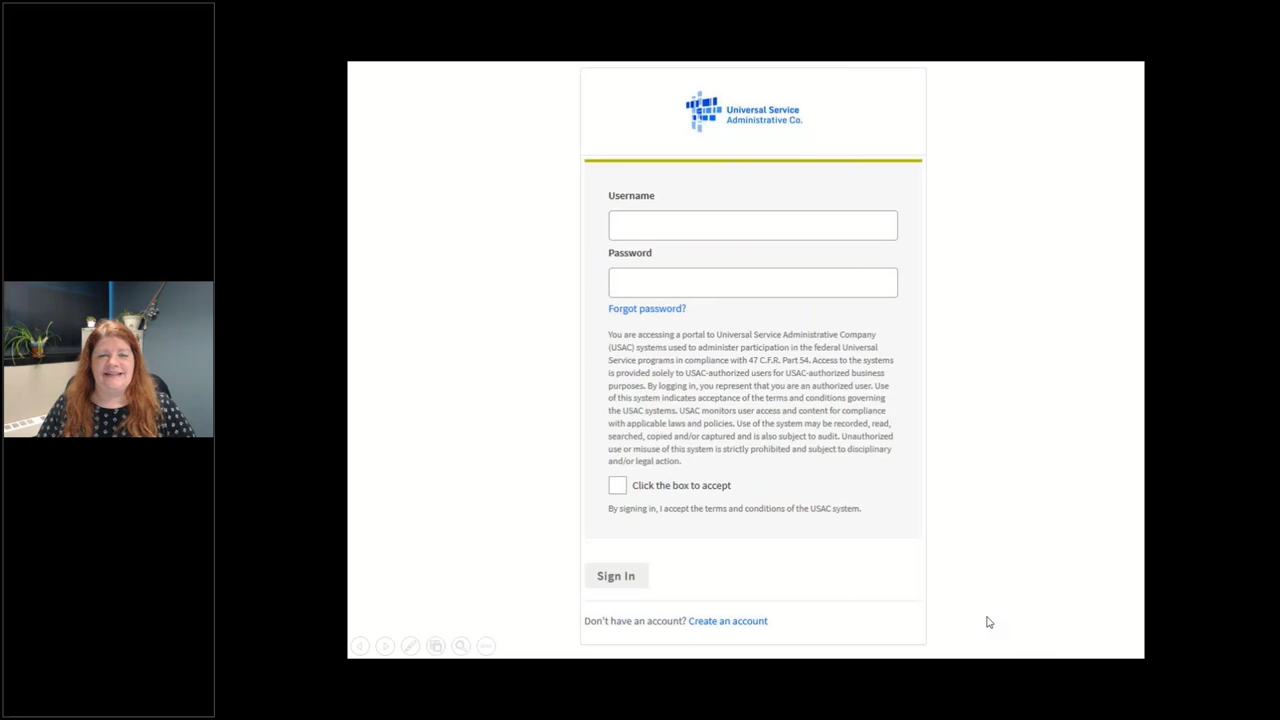 Universal Service
Administrative Co.
Username
Password
Forgot password?
You are accessing a portal to Universal Service Administrative Company
(USAC) systems used to administer participation in the federal Universal
Service programs in compliance with 47 C.F.R. Part 54. Access to the systems
is provided solely to USAC-authorized users for USAC-authorized business
purposes. By logging in, you represent that you are an authorized user. Use
of this system indicates acceptance of the terms and conditions governing
the USAC systems. USAC monitors user access and content for compliance
with applicable laws and policies. Use of the system may be recorded, read,
searched, copied and/or captured and is also subject to audit. Unauthorized
use or misuse of this system is strictly prohibited and subject to disciplinary
and/or legal action.
Click the box to accept
By signing in, I accept the terms and conditions of the USAC system.
Sign In
Don't have an account? Create an account